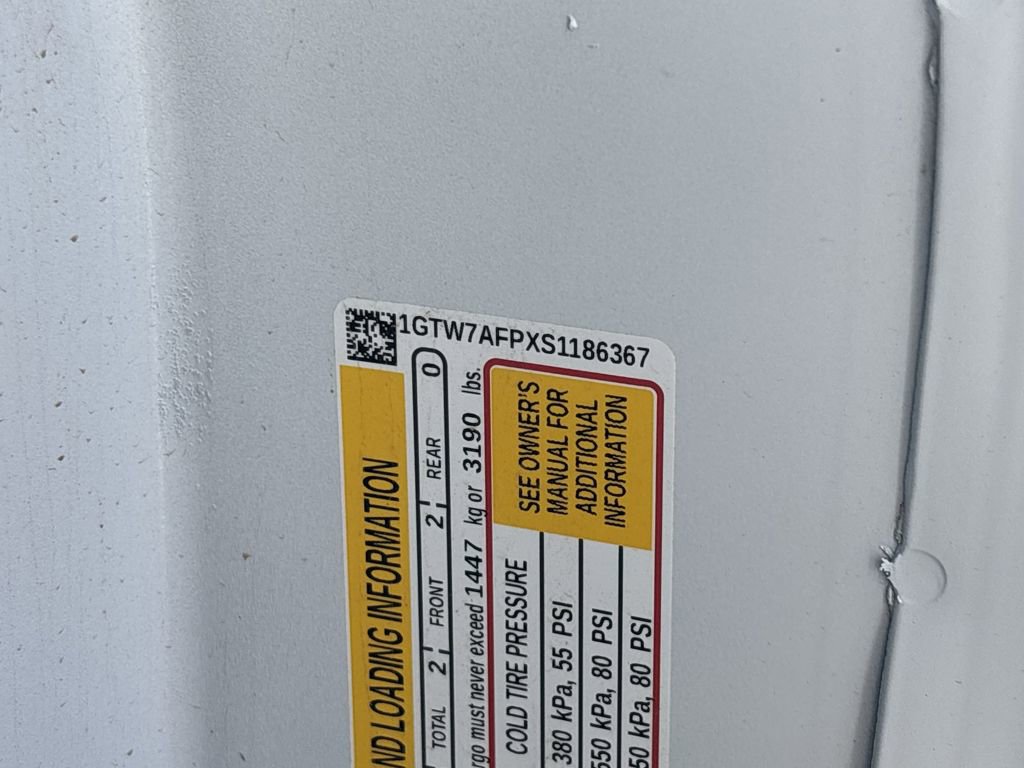 1GTW7AFPXS1186367
ND LOADING INFORMATION
TOTAL 2 FRONT 2 REAR 0
rgo must never exceed 1447 kg or 3190 lbs.
COLD TIRE PRESSURE
380 kPa, 55 PSI
550 kPa, 80 PSI
50 kPa, 80 PSI
SEE OWNER'S
MANUAL FOR
ADDITIONAL
INFORMATION